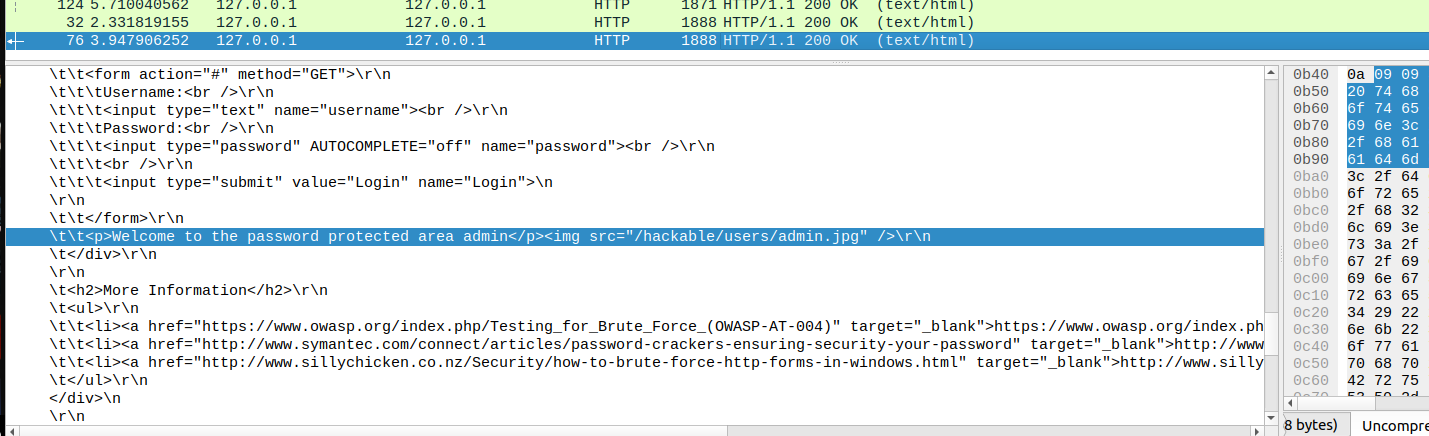 124 5.710040562 127.0.0.1 127.0.0.1 HTTP 1871 HTTP/1.1 200 OK (text/html)
32 2.331819155 127.0.0.1 127.0.0.1 HTTP 1888 HTTP/1.1 200 OK (text/html)
76 3.947906252 127.0.0.1 127.0.0.1 HTTP 1888 HTTP/1.1 200 OK (text/html)
\t\t<form action="#" method="GET">\r\n
\t\t\tUsername:<br />\r\n
\t\t\t<input type="text" name="username"><br />\r\n
\t\t\tPassword:<br />\r\n
\t\t\t<input type="password" AUTOCOMPLETE="off" name="password"><br />\r\n
\t\t\t<br />\r\n
\t\t\t<input type="submit" value="Login" name="Login">\n
\r\n
\t\t</form>\r\n
\t\t<p>Welcome to the password protected area admin</p><img src="/hackable/users/admin.jpg" />\r\n
\t</div>\r\n
\r\n
\t<h2>More Information</h2>\r\n
\t<ul>\r\n
\t\t<li><a href="https://www.owasp.org/index.php/Testing_for_Brute_Force_(OWASP-AT-004)" target="_blank">https://www.owasp.org/index.ph
\t\t<li><a href="http://www.symantec.com/connect/articles/password-crackers-ensuring-security-your-password" target="_blank">http://www
\t\t<li><a href="http://www.sillychicken.co.nz/Security/how-to-brute-force-http-forms-in-windows.html" target="_blank">http://www.silly
\t</ul>\r\n
</div>\n
\r\n
0b40 0a 09 09
0b50 20 74 68
0b60 6f 74 65
0b70 69 6e 3c
0b80 2f 68 61
0b90 61 64 6d
0ba0 3c 2f 64
0bb0 6f 72 65
0bc0 2f 68 32
0bd0 6c 69 3e
0be0 73 3a 2f
0bf0 67 2f 69
0c00 69 6e 67
0c10 72 63 65
0c20 34 29 22
0c30 6e 6b 22
0c40 6f 77 61
0c50 70 68 70
0c60 42 72 75
8 bytes) Uncompre